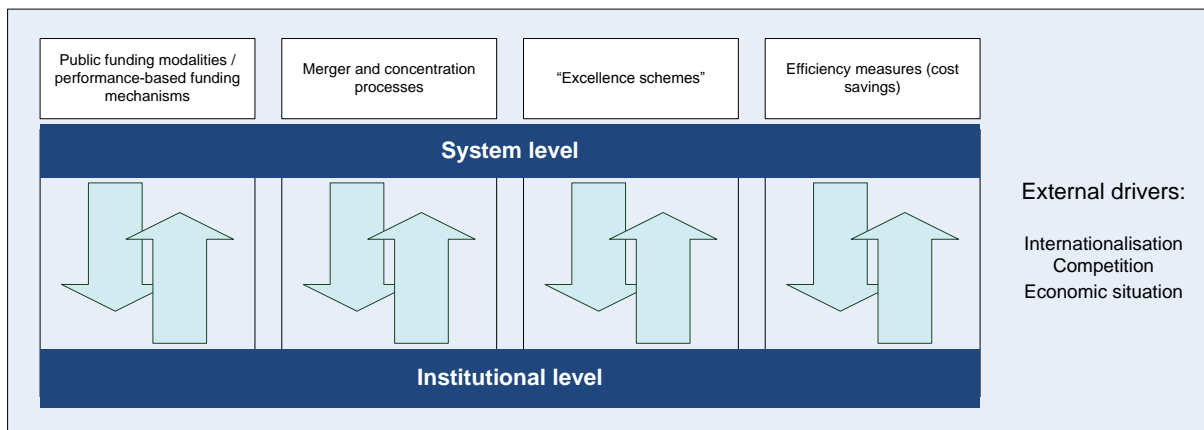 Public funding modalities /
performance-based funding
mechanisms
Merger and concentration
processes
“Excellence schemes”
Efficiency measures (cost
savings)
System level
External drivers:
Internationalisation
Competition
Economic situation
Institutional level